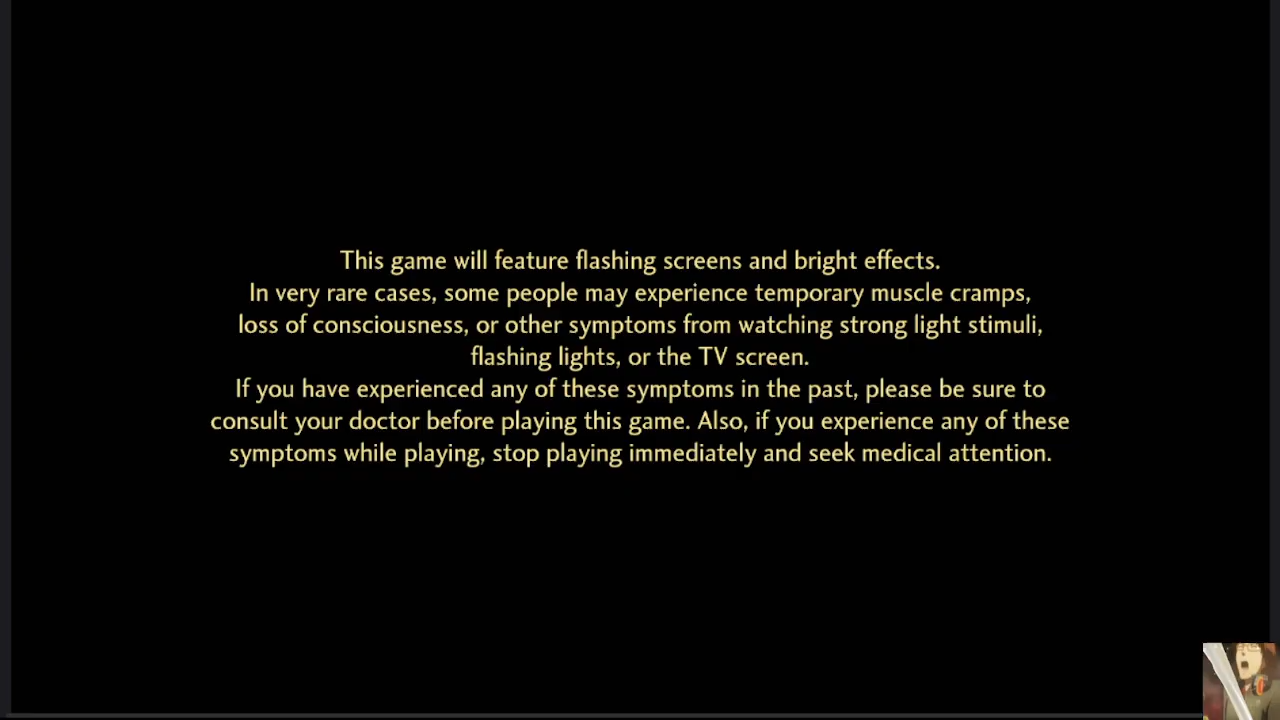 This game will feature flashing screens and bright effects.
In very rare cases, some people may experience temporary muscle cramps,
loss of consciousness, or other symptoms from watching strong light stimuli,
flashing lights, or the TV screen.
If you have experienced any of these symptoms in the past, please be sure to
consult your doctor before playing this game. Also, if you experience any of these
symptoms while playing, stop playing immediately and seek medical attention.